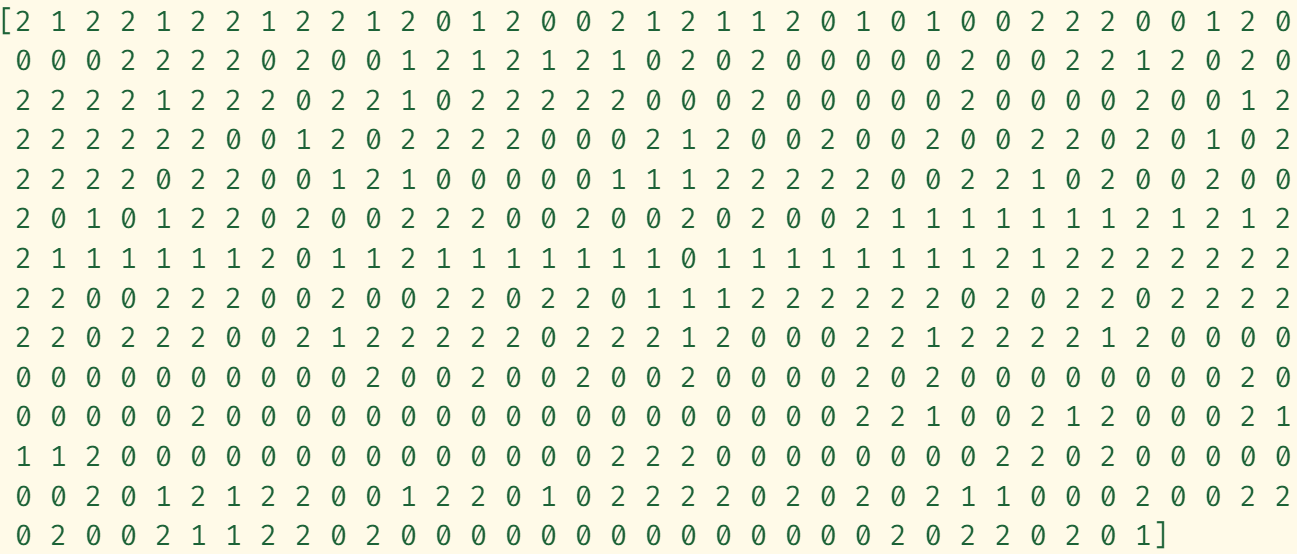 [2 1 2 2 1 2 2 1 2 2 1 2 0 1 2 0 0 2 1 2 1 1 2 0 1 0 1 0 0 2 2 2 0 0 1 2 0
0 0 0 2 2 2 2 0 2 0 0 1 2 1 2 1 2 1 0 2 0 2 0 0 0 0 0 2 0 0 2 2 1 2 0 2 0
2 2 2 2 1 2 2 2 0 2 2 1 0 2 2 2 2 2 0 0 0 2 0 0 0 0 0 2 0 0 0 0 2 0 0 1 2
2 2 2 2 2 2 0 0 1 2 0 2 2 2 2 0 0 0 2 1 2 0 0 2 0 0 2 0 0 2 2 0 2 0 1 0 2
2 2 2 2 0 2 2 0 0 1 2 1 0 0 0 0 0 1 1 1 2 2 2 2 2 0 0 2 2 1 0 2 0 0 2 0 0
2 0 1 0 1 2 2 0 2 0 0 2 2 2 0 0 2 0 0 2 0 2 0 0 2 1 1 1 1 1 1 1 2 1 2 1 2
2 1 1 1 1 1 1 2 0 1 1 2 1 1 1 1 1 1 1 0 1 1 1 1 1 1 1 1 2 1 2 2 2 2 2 2 2
2 2 0 0 2 2 2 0 0 2 0 0 2 2 0 2 2 0 1 1 1 2 2 2 2 2 2 0 2 0 2 2 0 2 2 2 2
2 2 0 2 2 2 0 0 2 1 2 2 2 2 2 0 2 2 2 1 2 0 0 0 2 2 1 2 2 2 2 1 2 0 0 0 0
0 0 0 0 0 0 0 0 0 0 2 0 0 2 0 0 2 0 0 2 0 0 0 0 2 0 2 0 0 0 0 0 0 0 0 2 0
0 0 0 0 0 2 0 0 0 0 0 0 0 0 0 0 0 0 0 0 0 0 0 0 2 2 1 0 0 2 1 2 0 0 0 2 1
1 1 2 0 0 0 0 0 0 0 0 0 0 0 0 0 0 2 2 2 0 0 0 0 0 0 0 0 2 2 0 2 0 0 0 0 0
0 0 2 0 1 2 1 2 2 0 0 1 2 2 0 1 0 2 2 2 2 0 2 0 2 0 2 1 1 0 0 0 2 0 0 2 2
0 2 0 0 2 1 1 2 2 0 2 0 0 0 0 0 0 0 0 0 0 0 0 0 0 2 0 2 2 0 2 0 1]